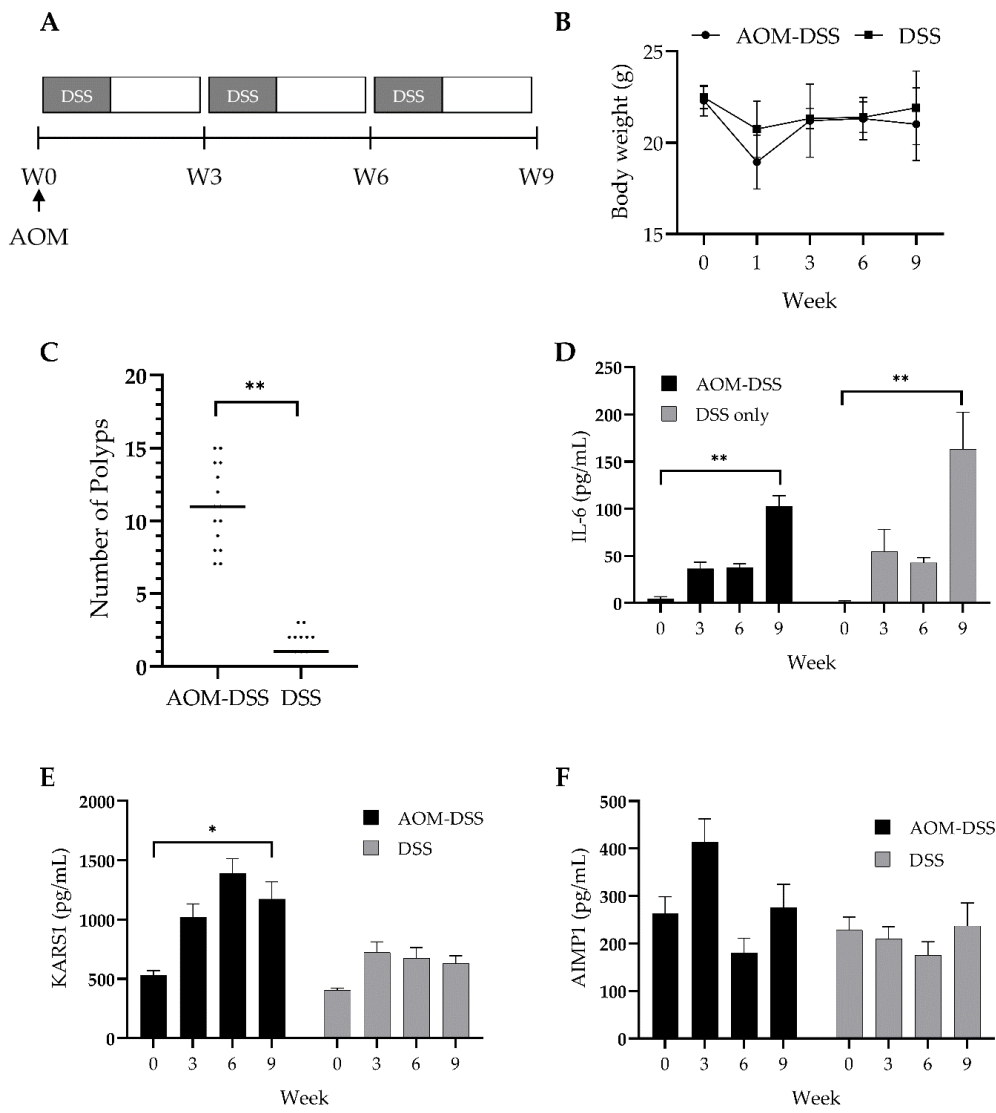 A
DSS DSS DSS
W0 W3 W6 W9
AOM
B
AOM-DSS DSS
25
20
15
Body weight (g)
0 1 3 6 9
Week
C
**
20
15
10
5
0
Number of Polyps
AOM-DSS DSS
D
250
200
150
100
50
0
IL-6 (pg/mL)
AOM-DSS
DSS only
**
**
0 3 6 9 0 3 6 9
Week
E
2000
1500
1000
500
0
KARS1 (pg/mL)
*
AOM-DSS
DSS
0 3 6 9 0 3 6 9
Week
F
500
400
300
200
100
0
AIMP1 (pg/mL)
AOM-DSS
DSS
0 3 6 9 0 3 6 9
Week